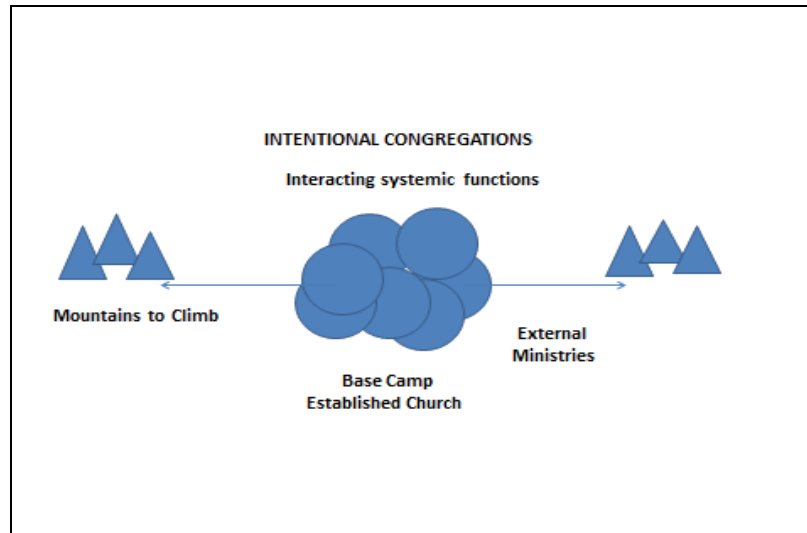 INTENTIONAL CONGREGATIONS
Interacting systemic functions
Mountains to Climb
External
Ministries
Base Camp
Established Church